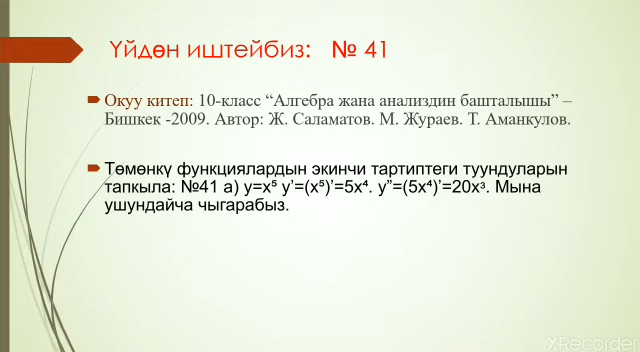 Үйдөн иштейбиз: № 41
Окуу китеп: 10-класс “Алгебра жана анализдин башталышы” –
Бишкек -2009. Автор: Ж. Саламатов. М. Жураев. Т. Аманкулов.
Төмөнкү функциялардын экинчи тартиптеги туундуларын
тапкыла: №41 а) y=x⁵ y’=(x⁵)’=5x⁴. y”=(5x⁴)’=20x³. Мына
ушундайча чыгарабыз.
XRecorder